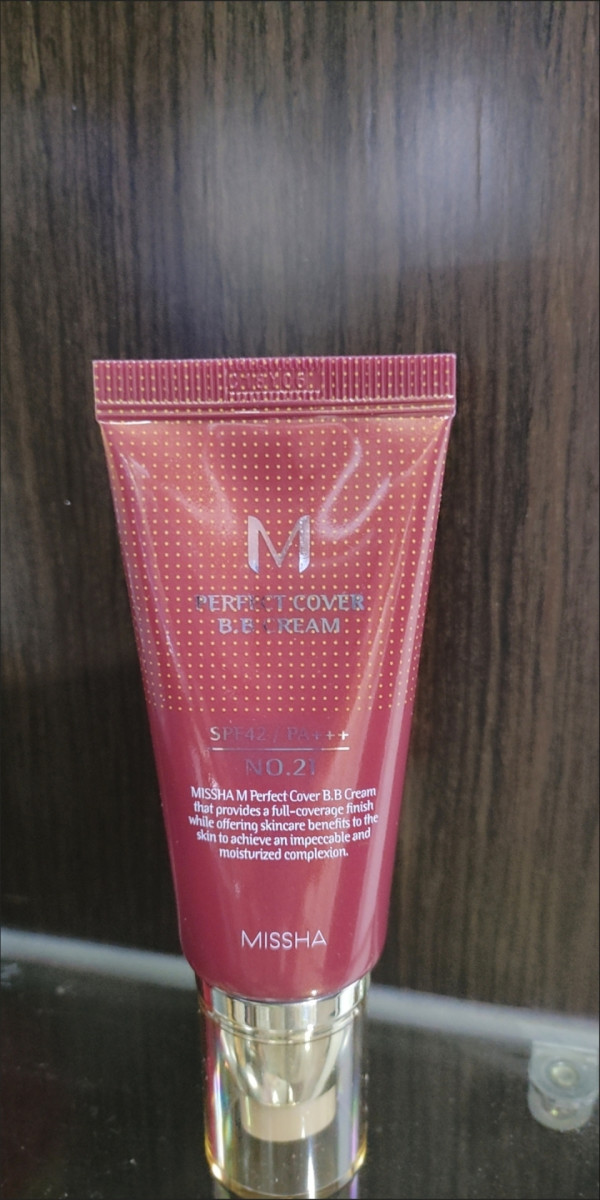 M
PERFECT COVER
B.B CREAM
SPF42 / PA+++
NO.21
MISSHA M Perfect Cover B.B Cream
that provides a full-coverage finish
while offering skincare benefits to the
skin to achieve an impeccable and
moisturized complexion.
MISSHA